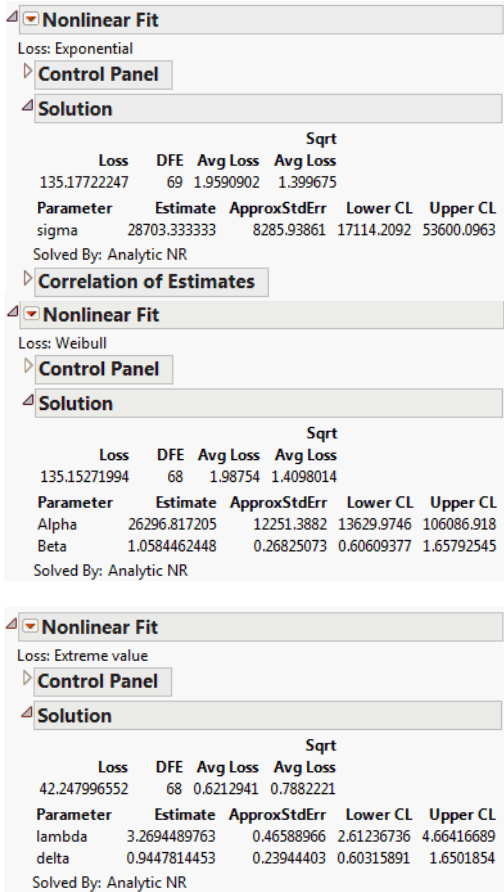 Nonlinear Fit
Loss: Exponential
Control Panel
Solution
Sqrt
Loss DFE Avg Loss Avg Loss
135.17722247 69 1.9590902 1.399675
Parameter Estimate ApproxStdErr Lower CL Upper CL
sigma 28703.333333 8285.93861 17114.2092 53600.0963
Solved By: Analytic NR
Correlation of Estimates
Nonlinear Fit
Loss: Weibull
Control Panel
Solution
Sqrt
Loss DFE Avg Loss Avg Loss
135.15271994 68 1.98754 1.4098014
Parameter Estimate ApproxStdErr Lower CL Upper CL
Alpha 26296.817205 12251.3882 13629.9746 106086.918
Beta 1.0584462448 0.26825073 0.60609377 1.65792545
Solved By: Analytic NR
Nonlinear Fit
Loss: Extreme value
Control Panel
Solution
Sqrt
Loss DFE Avg Loss Avg Loss
42.247996552 68 0.6212941 0.7882221
Parameter Estimate ApproxStdErr Lower CL Upper CL
lambda 3.2694489763 0.46588966 2.61236736 4.66416689
delta 0.9447814453 0.23944403 0.60315891 1.6501854
Solved By: Analytic NR